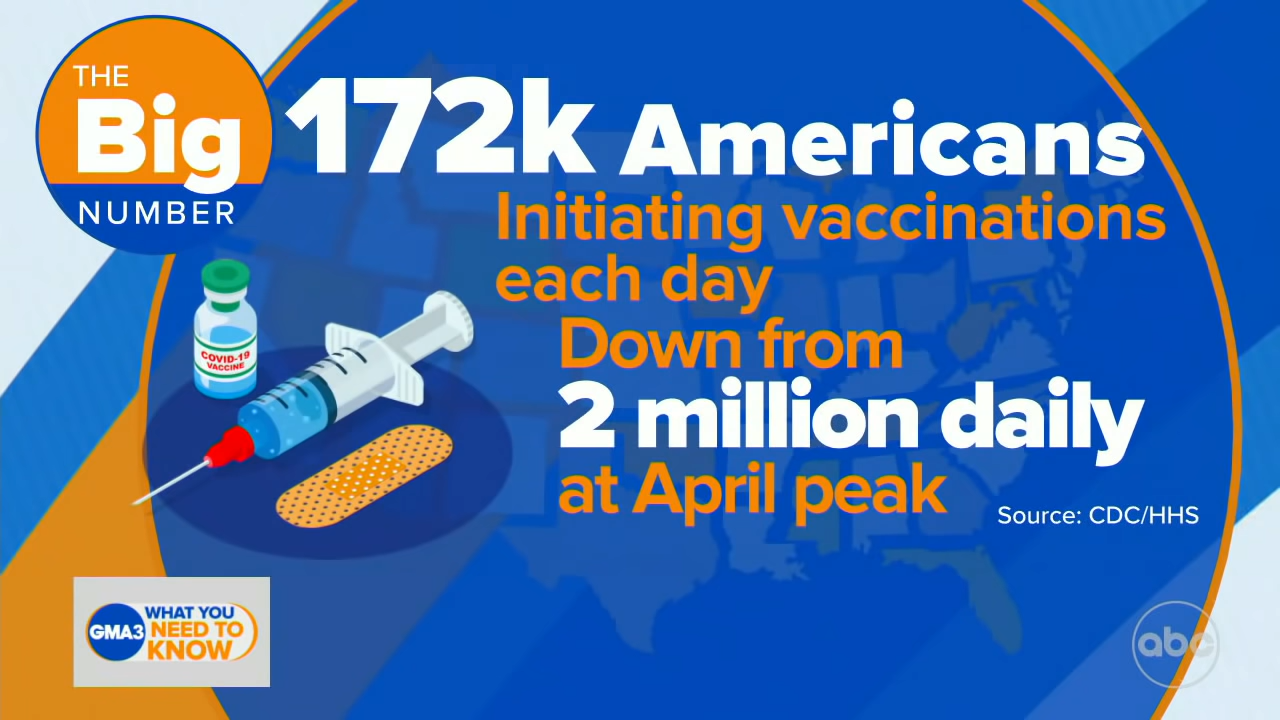 THE
Big
NUMBER
172k Americans
Initiating vaccinations
each day
Down from
2 million daily
at April peak
Source: CDC/HHS
COVID-19
VACCINE
GMA3
WHAT YOU
NEED TO
KNOW
abc